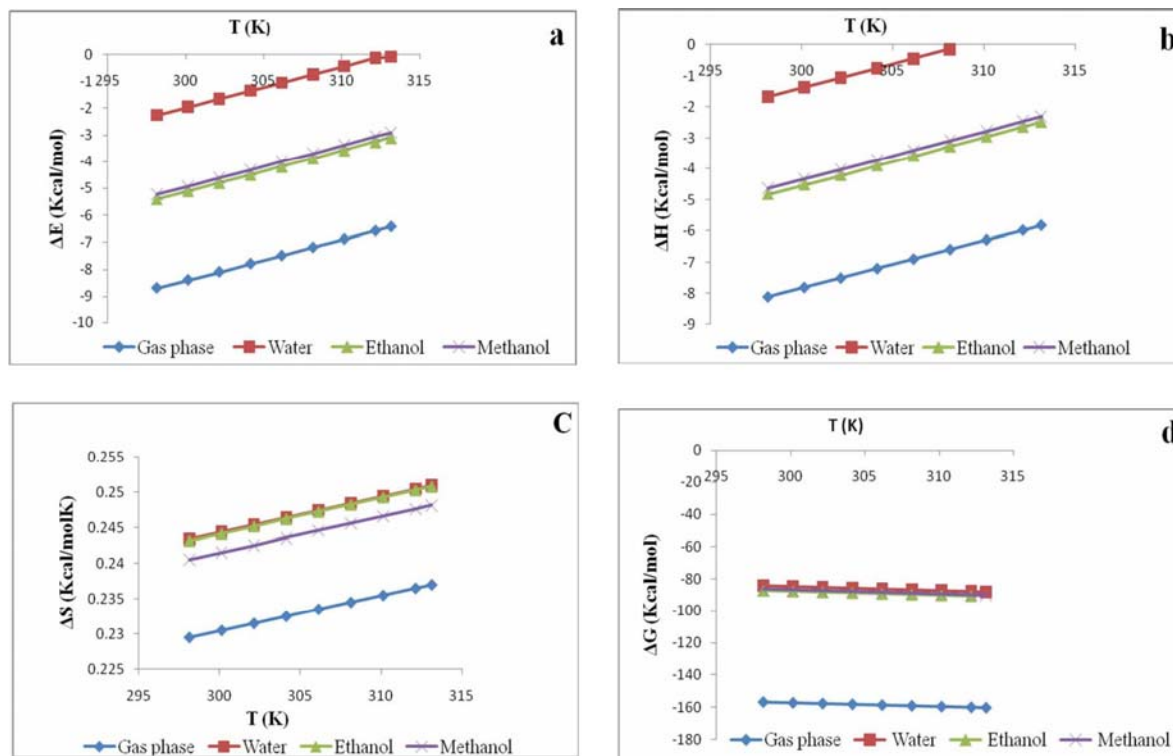 T (K)
a
0
295 300 305 310 315
-1
-2
-3
-4
-5
-6
-7
-8
-9
-10
ΔE (Kcal/mol)
Gas phase Water Ethanol Methanol
T (K)
b
0
295 300 305 310 315
-1
-2
-3
-4
-5
-6
-7
-8
-9
ΔH (Kcal/mol)
Gas phase Water Ethanol Methanol
C
0.255
0.25
0.245
0.24
0.235
0.23
0.225
ΔS (Kcal/molK)
295 300 305 310 315
T (K)
Gas phase Water Ethanol Methanol
T (K)
d
0
295 300 305 310 315
-20
-40
-60
-80
-100
-120
-140
-160
-180
ΔG (Kcal/mol)
Gas phase Water Ethanol Methanol